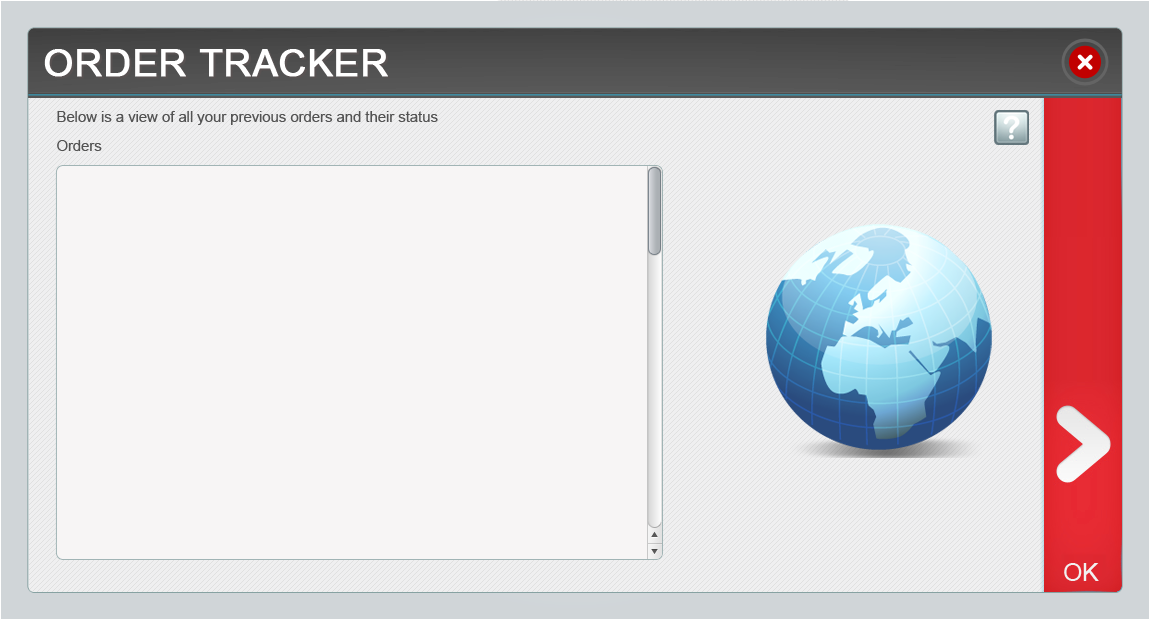 ORDER TRACKER
Below is a view of all your previous orders and their status
?
Orders
OK